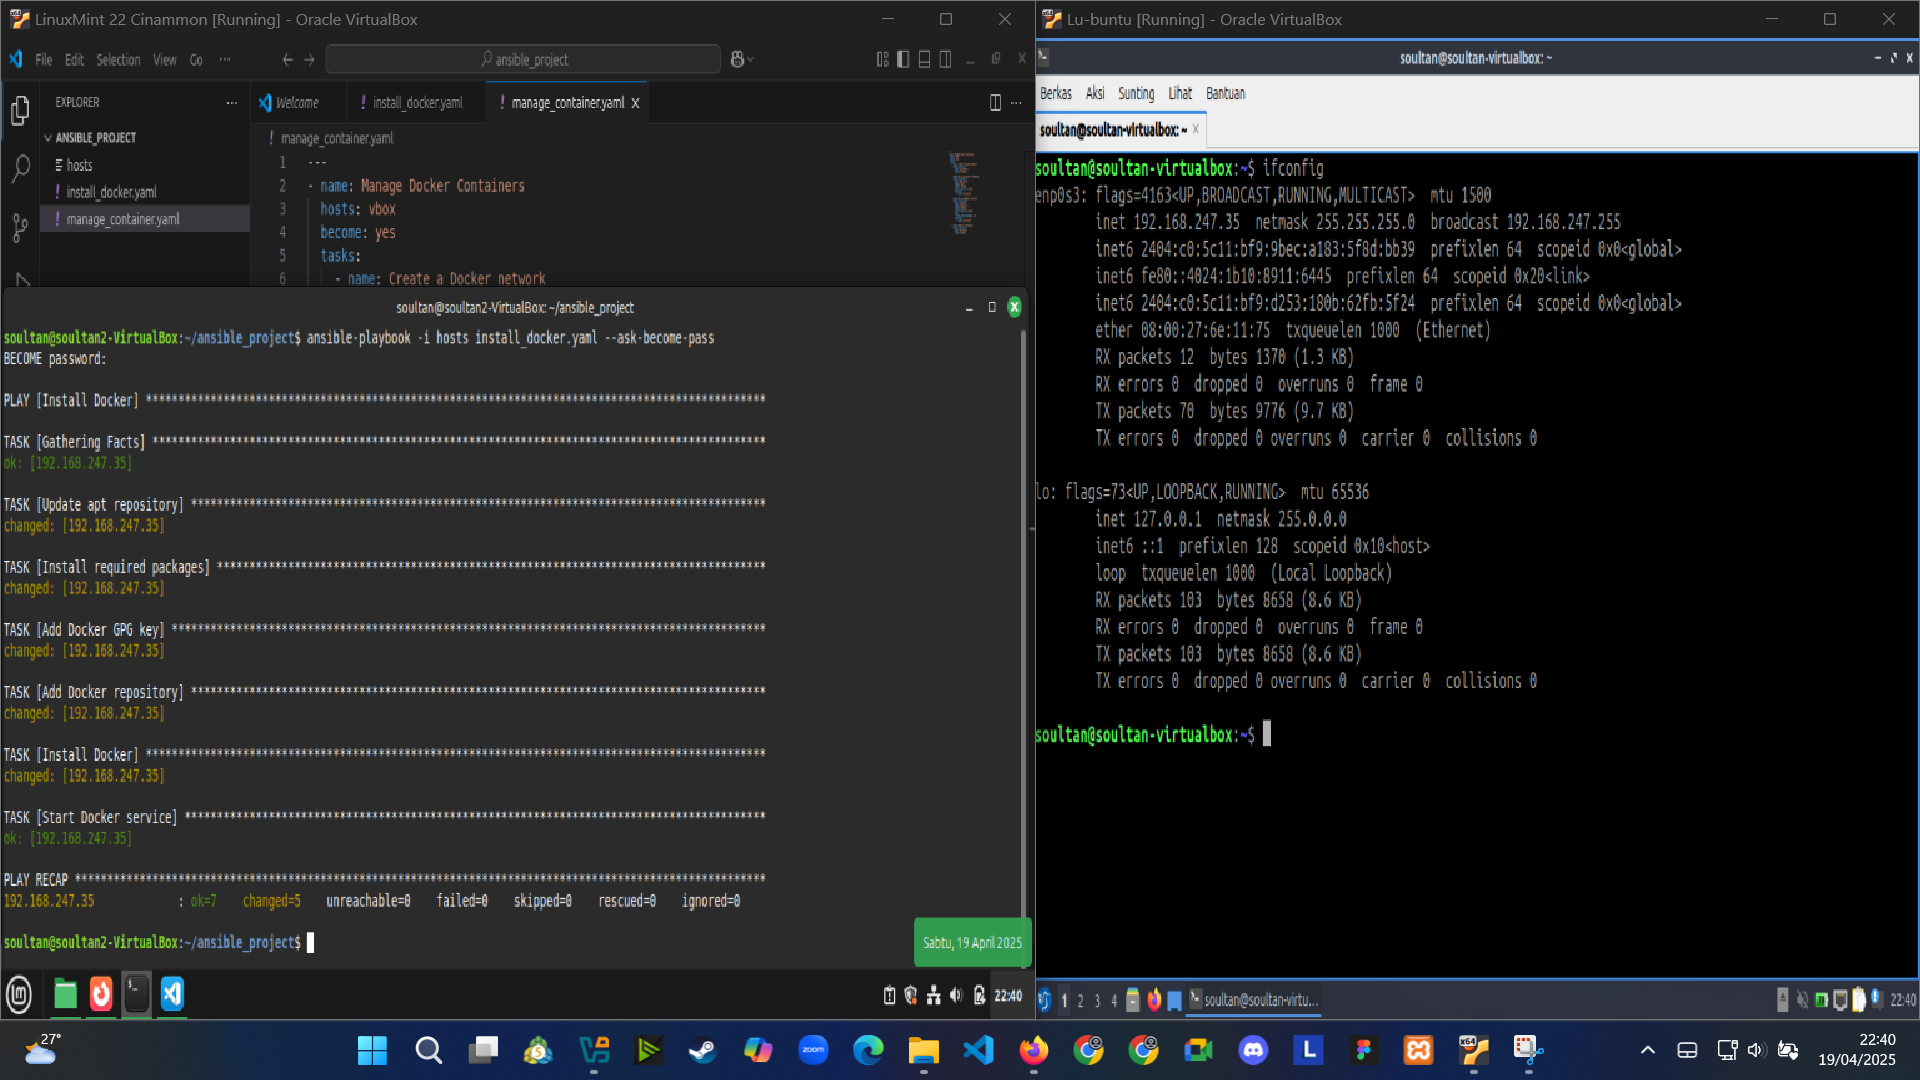 LinuxMint 22 Cinammon [Running] - Oracle VirtualBox
File Edit Selection View Go ···
ansible_project
EXPLORER ···
ANSIBLE_PROJECT
hosts
! install_docker.yaml
! manage_container.yaml
Welcome
! install_docker.yaml
! manage_container.yaml
! manage_container.yaml
1 ---
2 - name: Manage Docker Containers
3 hosts: vbox
4 become: yes
5 tasks:
6 - name: Create a Docker network
soultan@soultan2-VirtualBox: ~/ansible_project
soultan@soultan2-VirtualBox:~/ansible_project$ ansible-playbook -i hosts install_docker.yaml --ask-become-pass
BECOME password:
PLAY [Install Docker] ************************************************************************************************
TASK [Gathering Facts] ***********************************************************************************************
ok: [192.168.247.35]
TASK [Update apt repository] *****************************************************************************************
changed: [192.168.247.35]
TASK [Install required packages] *************************************************************************************
changed: [192.168.247.35]
TASK [Add Docker GPG key] ********************************************************************************************
changed: [192.168.247.35]
TASK [Add Docker repository] *****************************************************************************************
changed: [192.168.247.35]
TASK [Install Docker] ************************************************************************************************
changed: [192.168.247.35]
TASK [Start Docker service] ******************************************************************************************
ok: [192.168.247.35]
PLAY RECAP ***********************************************************************************************************
192.168.247.35 : ok=7 changed=5 unreachable=0 failed=0 skipped=0 rescued=0 ignored=0
soultan@soultan2-VirtualBox:~/ansible_project$
Sabtu, 19 April 2025
22:40
Lu-buntu [Running] - Oracle VirtualBox
soultan@soultan-virtualbox: ~
Berkas Aksi Sunting Lihat Bantuan
soultan@soultan-virtualbox: ~
soultan@soultan-virtualbox:~$ ifconfig
enp0s3: flags=4163<UP,BROADCAST,RUNNING,MULTICAST> mtu 1500
inet 192.168.247.35 netmask 255.255.255.0 broadcast 192.168.247.255
inet6 2404:c0:5c11:bf9:9bec:a183:5f8d:bb39 prefixlen 64 scopeid 0x0<global>
inet6 fe80::4024:1b10:8911:6445 prefixlen 64 scopeid 0x20<link>
inet6 2404:c0:5c11:bf9:d253:180b:62fb:5f24 prefixlen 64 scopeid 0x0<global>
ether 08:00:27:6e:11:75 txqueuelen 1000 (Ethernet)
RX packets 12 bytes 1370 (1.3 KB)
RX errors 0 dropped 0 overruns 0 frame 0
TX packets 70 bytes 9776 (9.7 KB)
TX errors 0 dropped 0 overruns 0 carrier 0 collisions 0
lo: flags=73<UP,LOOPBACK,RUNNING> mtu 65536
inet 127.0.0.1 netmask 255.0.0.0
inet6 ::1 prefixlen 128 scopeid 0x10<host>
loop txqueuelen 1000 (Local Loopback)
RX packets 103 bytes 8658 (8.6 KB)
RX errors 0 dropped 0 overruns 0 frame 0
TX packets 103 bytes 8658 (8.6 KB)
TX errors 0 dropped 0 overruns 0 carrier 0 collisions 0
soultan@soultan-virtualbox:~$
1 2 3 4 soultan@soultan-virtu... 22:40
27°
zoom
L
22:40
19/04/2025